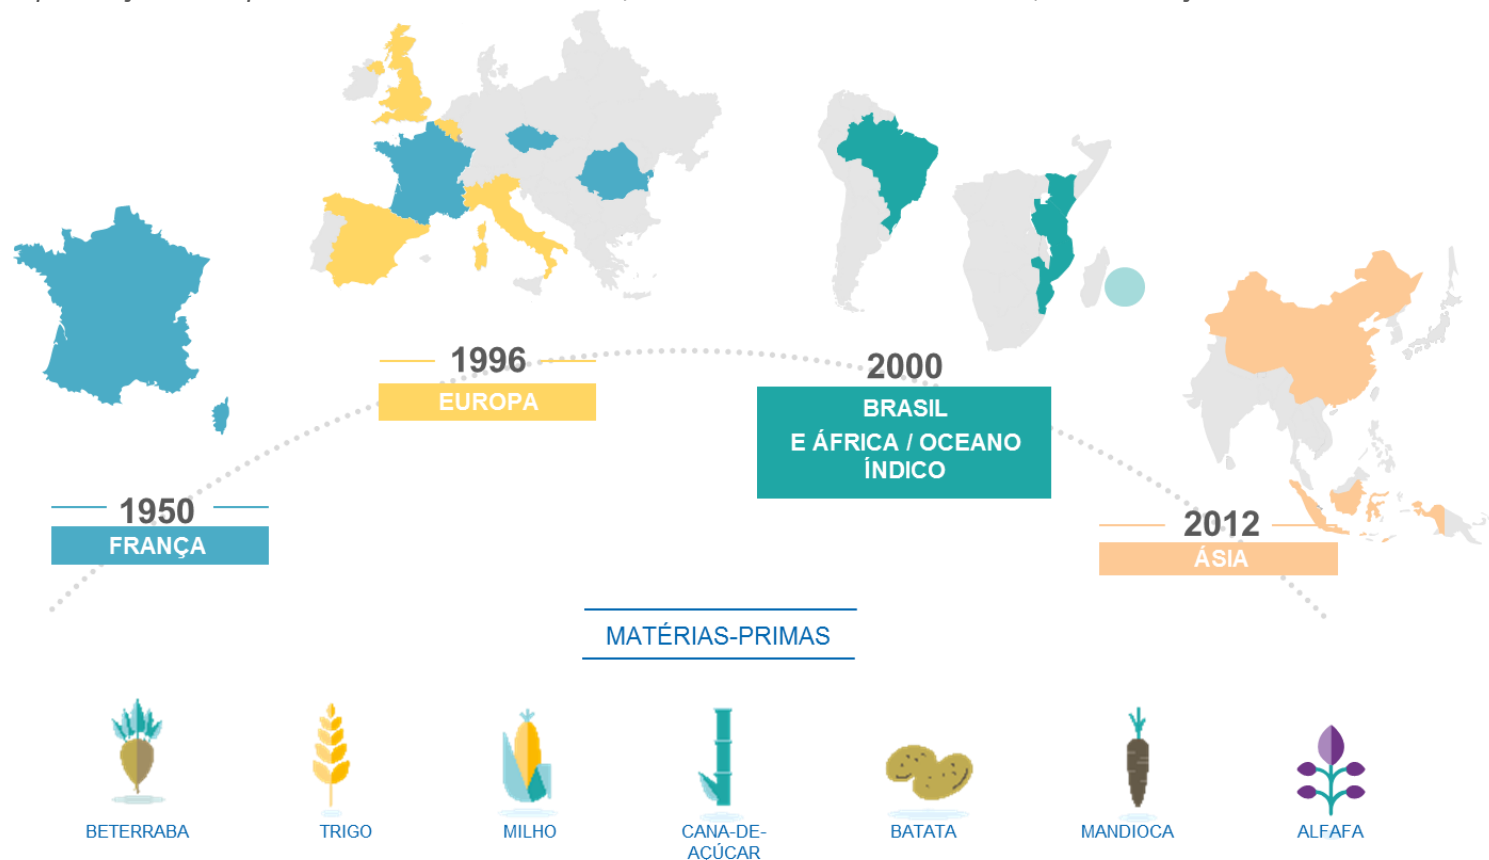 1996
EUROPA
2000
BRASIL
E ÁFRICA / OCEANO
ÍNDICO
1950
FRANÇA
2012
ÁSIA
MATÉRIAS-PRIMAS
BETERRABA
TRIGO
MILHO
CANA-DE-
AÇÚCAR
BATATA
MANDIOCA
ALFAFA